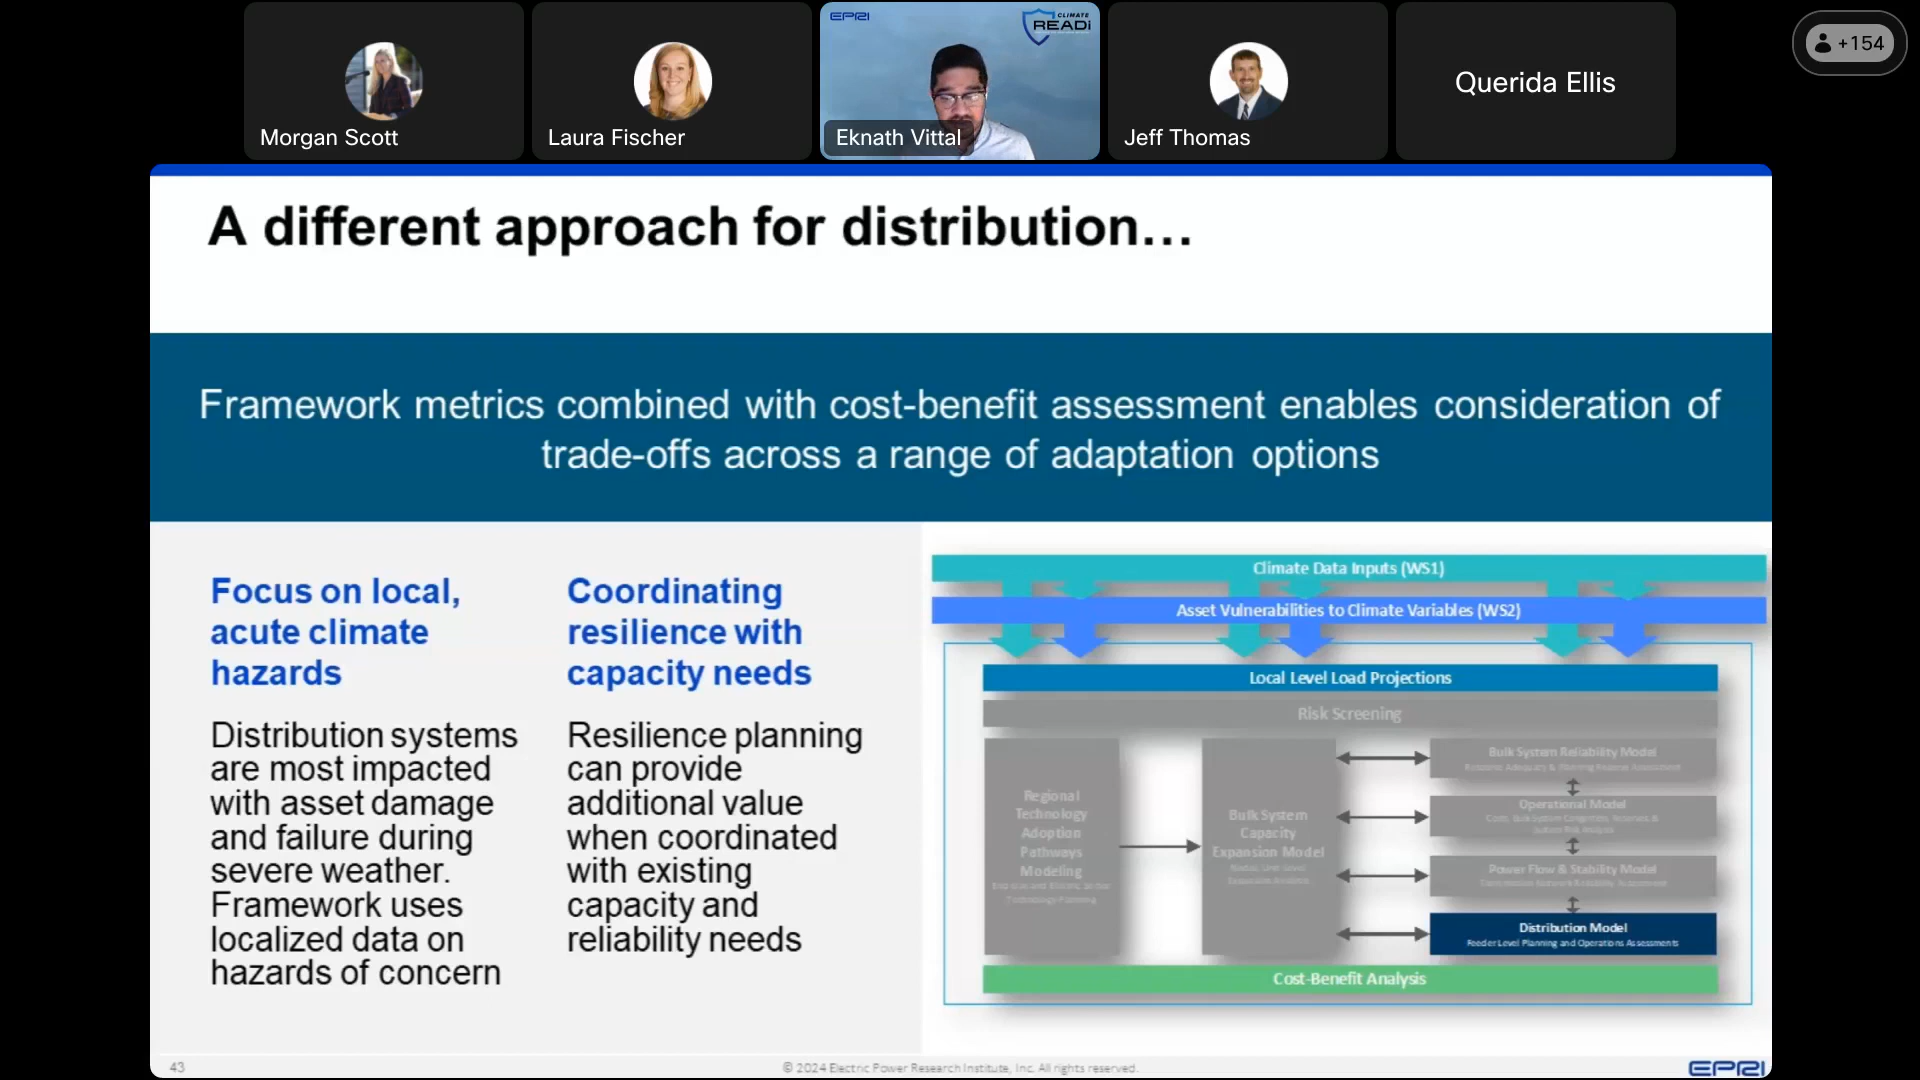 EPRI
CLIMATE
READi
+154
Morgan Scott
Laura Fischer
Eknath Vittal
Jeff Thomas
Querida Ellis
A different approach for distribution…
Framework metrics combined with cost-benefit assessment enables consideration of
trade-offs across a range of adaptation options
Focus on local,
acute climate
hazards
Distribution systems
are most impacted
with asset damage
and failure during
severe weather.
Framework uses
localized data on
hazards of concern
Coordinating
resilience with
capacity needs
Resilience planning
can provide
additional value
when coordinated
with existing
capacity and
reliability needs
Climate Data Inputs (WS1)
Asset Vulnerabilities to Climate Variables (WS2)
Local Level Load Projections
Risk Screening
Regional
Technology
Adoption
Pathways
Modeling
Technology Planning
Bulk System
Capacity
Expansion Model
Bulk System Reliability Model
Operational Model
Power Flow & Stability Model
Distribution Model
Feeder Level Planning and Operations Assessments
Cost-Benefit Analysis
43
© 2024 Electric Power Research Institute, Inc. All rights reserved.
EPRI